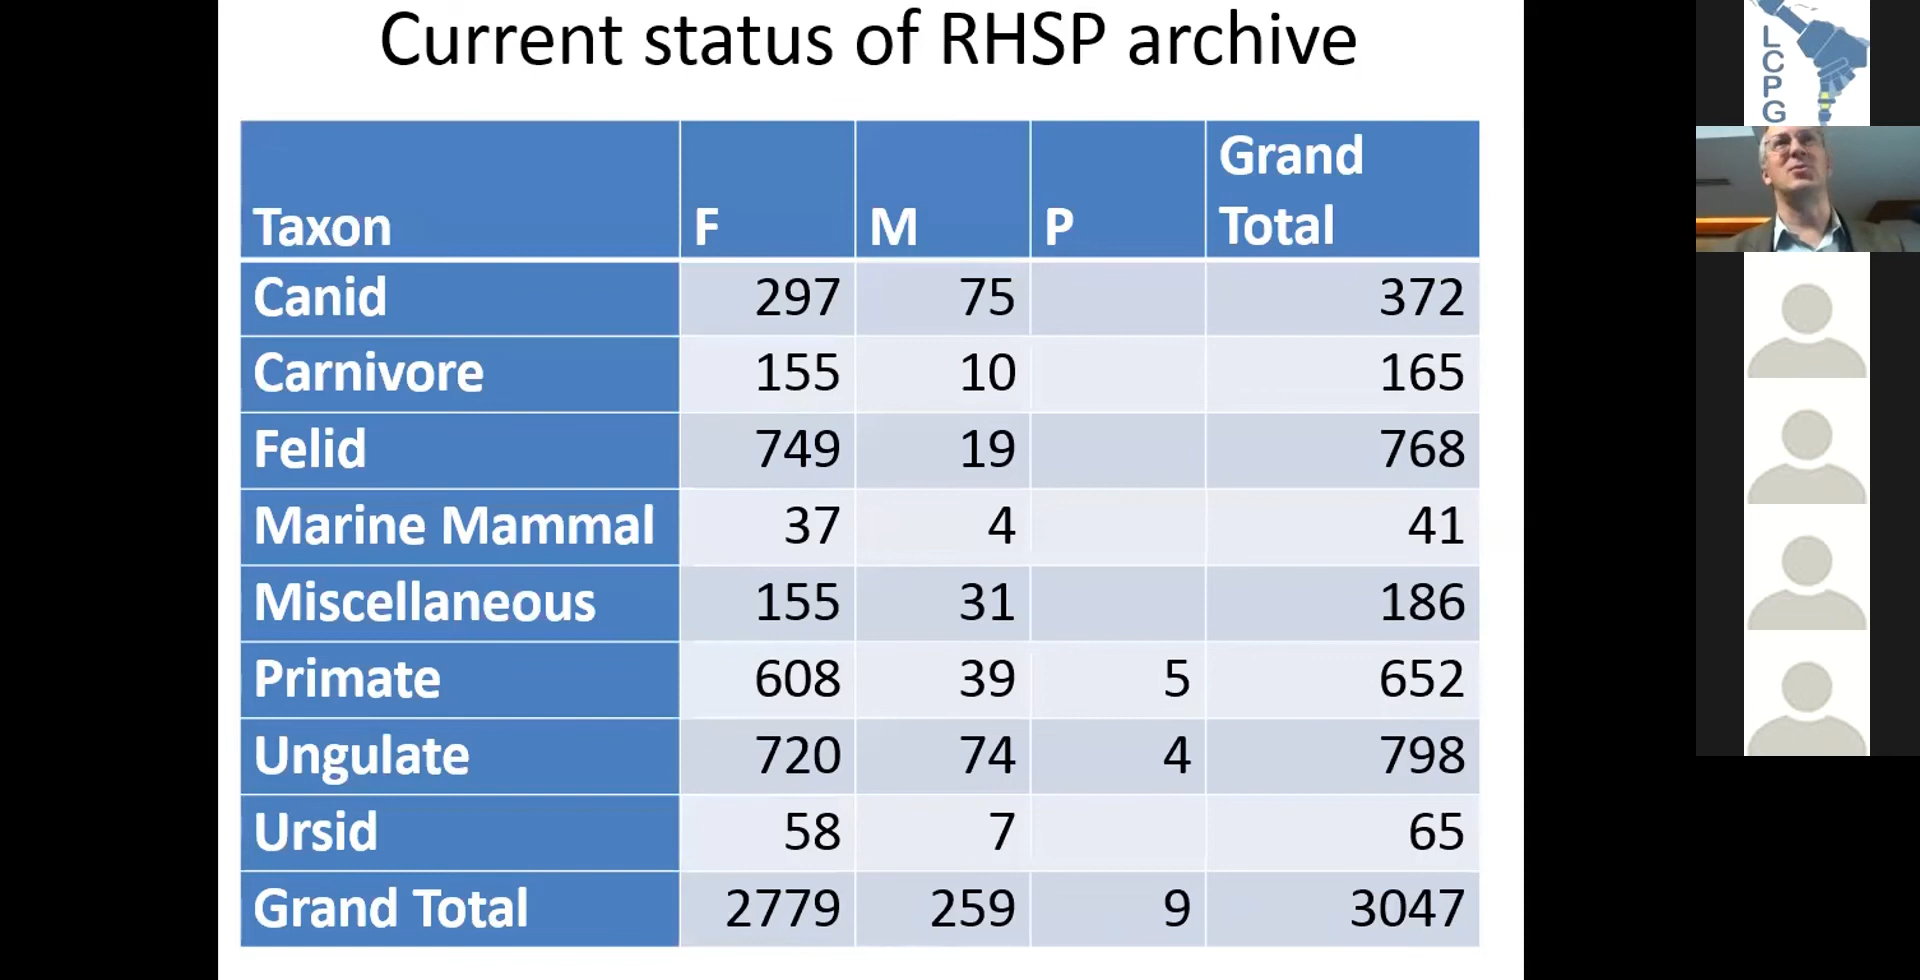 Current status of RHSP archive
Taxon F M P Grand Total
Canid 297 75 372
Carnivore 155 10 165
Felid 749 19 768
Marine Mammal 37 4 41
Miscellaneous 155 31 186
Primate 608 39 5 652
Ungulate 720 74 4 798
Ursid 58 7 65
Grand Total 2779 259 9 3047
L
C
P
G